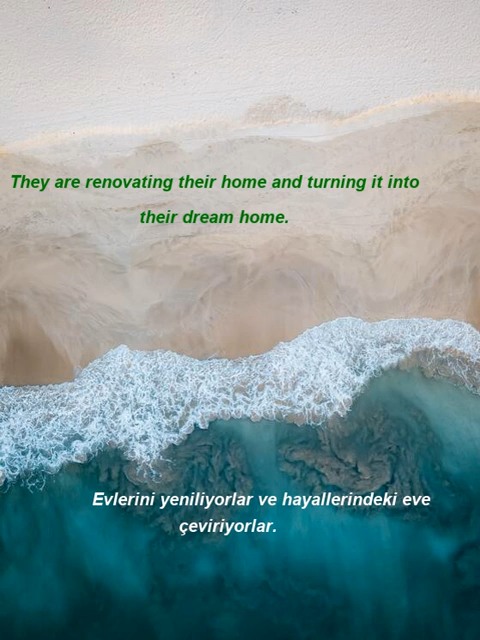 They are renovating their home and turning it into
their dream home.
Evlerini yeniliyorlar ve hayallerindeki eve
çeviriyorlar.